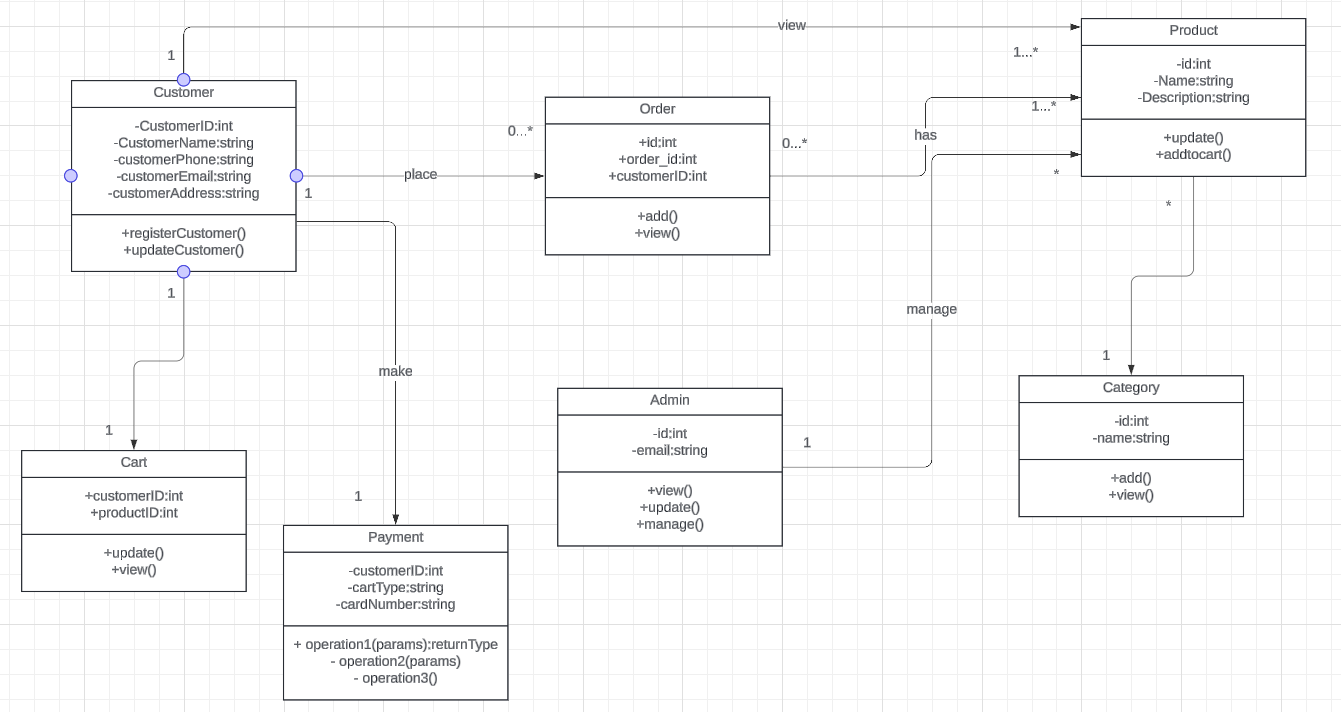 view
Product
1
1...*
-id:int
-Name:string
-Description:string
+update()
+addtocart()
Customer
-CustomerID:int
-CustomerName:string
-customerPhone:string
-customerEmail:string
-customerAddress:string
+registerCustomer()
+updateCustomer()
place
1
0...*
Order
+id:int
+order_id:int
+customerID:int
+add()
+view()
0...*
has
1...*
*
*
manage
1
1
make
1
Cart
+customerID:int
+productID:int
+update()
+view()
1
Payment
-customerID:int
-cartType:string
-cardNumber:string
+ operation1(params):returnType
- operation2(params)
- operation3()
Admin
-id:int
-email:string
+view()
+update()
+manage()
1
1
Category
-id:int
-name:string
+add()
+view()